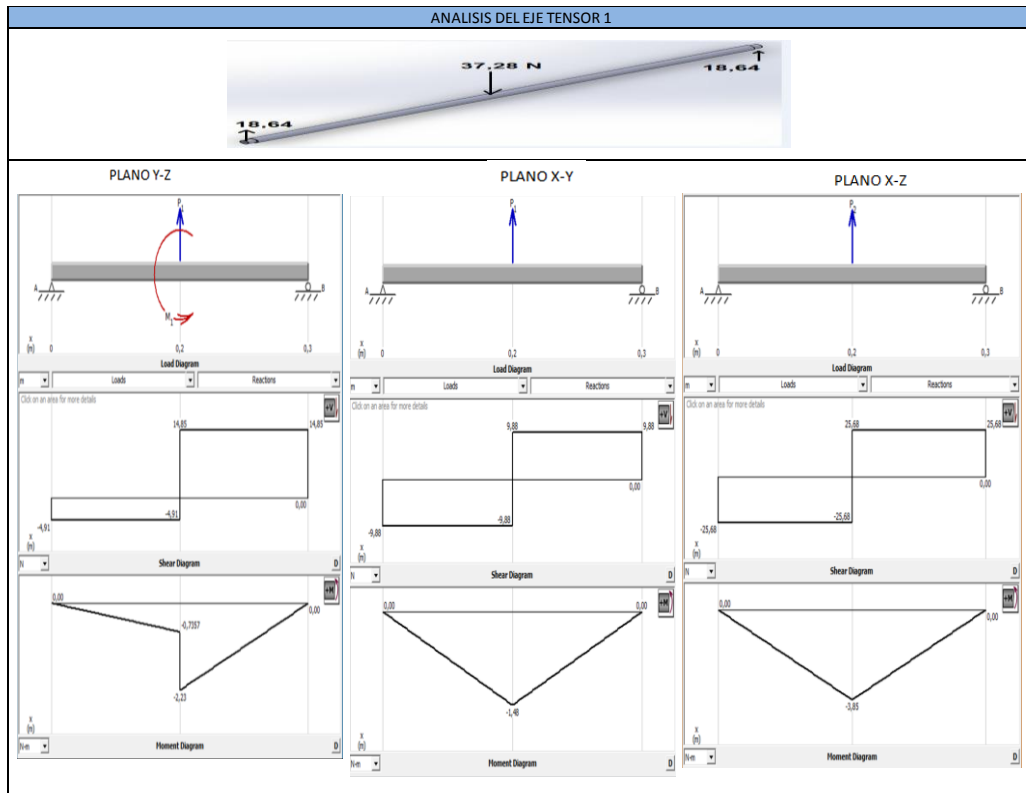 ANALISIS DEL EJE TENSOR 1
37,28 N
18,64
18,64
PLANO Y-Z
P1
A
B
M1
x
(m)
0
0,2
0,3
Load Diagram
m
Loads
Reactions
Click on an area for more details
+V
14,85
14,85
-4,91
-4,91
0,00
x
(m)
N
Shear Diagram
D
+M
0,00
0,00
-0,7357
-2,23
x
(m)
N-m
Moment Diagram
D
PLANO X-Y
P1
A
B
x
(m)
0
0,2
0,3
Load Diagram
m
Loads
Reactions
Click on an area for more details
+V
9,88
9,88
0,00
-9,88
-9,88
x
(m)
N
Shear Diagram
D
+M
0,00
0,00
-1,48
x
(m)
N-m
Moment Diagram
D
PLANO X-Z
P2
A
B
x
(m)
0
0,2
0,3
Load Diagram
m
Loads
Reactions
Click on an area for more details
+V
25,68
25,68
0,00
-25,68
-25,68
x
(m)
N
Shear Diagram
D
+M
0,00
0,00
-3,85
x
(m)
N-m
Moment Diagram
D